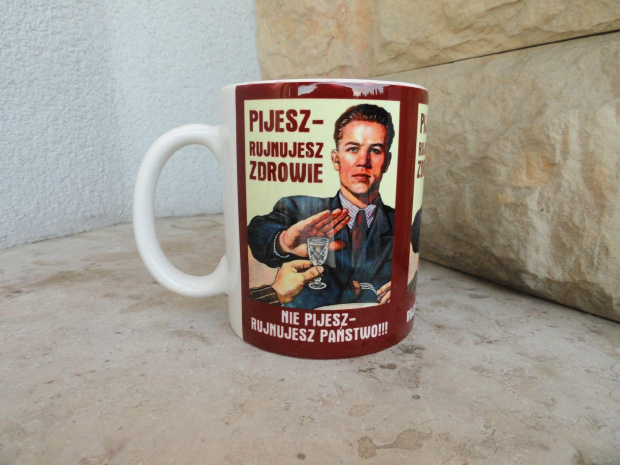 PIJESZ-
RUJNUJESZ
ZDROWIE
NIE PIJESZ-
RUJNUJESZ PAŃSTWO!!!